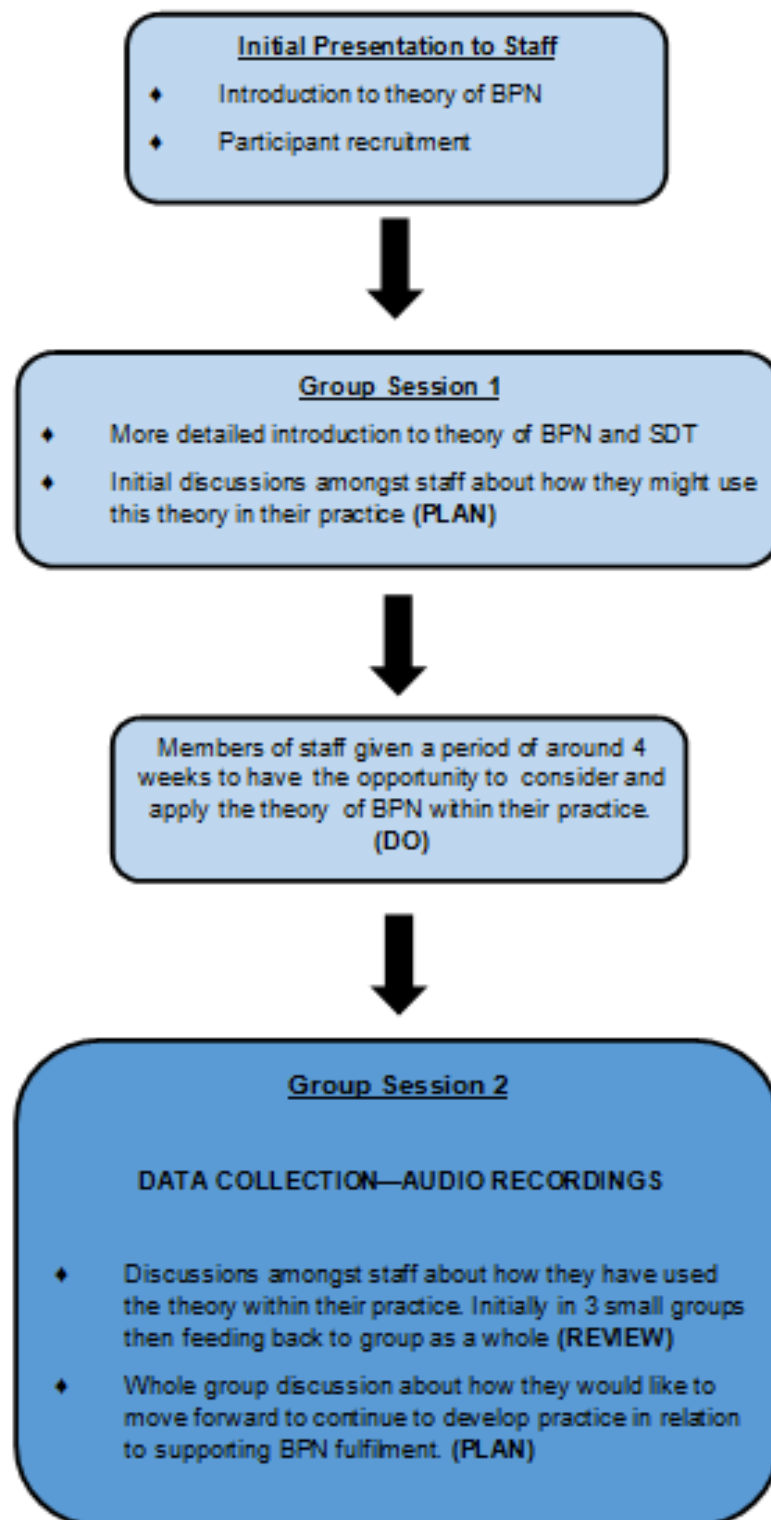 Initial Presentation to Staff
♦ Introduction to theory of BPN
♦ Participant recruitment
Group Session 1
♦ More detailed introduction to theory of BPN and SDT
♦ Initial discussions amongst staff about how they might use
this theory in their practice (PLAN)
Members of staff given a period of around 4
weeks to have the opportunity to consider and
apply the theory of BPN within their practice.
(DO)
Group Session 2
DATA COLLECTION—AUDIO RECORDINGS
♦ Discussions amongst staff about how they have used
the theory within their practice. Initially in 3 small groups
then feeding back to group as a whole (REVIEW)
♦ Whole group discussion about how they would like to
move forward to continue to develop practice in relation
to supporting BPN fulfilment. (PLAN)